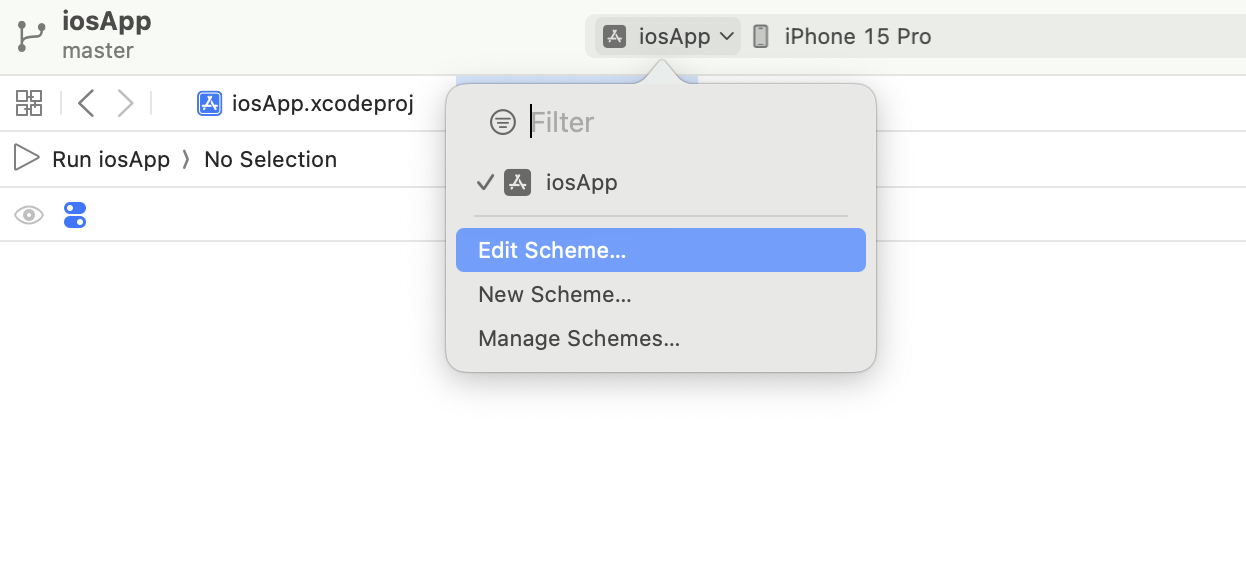 iosApp
master
iosApp
iPhone 15 Pro
iosApp.xcodeproj
Run iosApp ⟩ No Selection
Filter
iosApp
Edit Scheme...
New Scheme...
Manage Schemes...